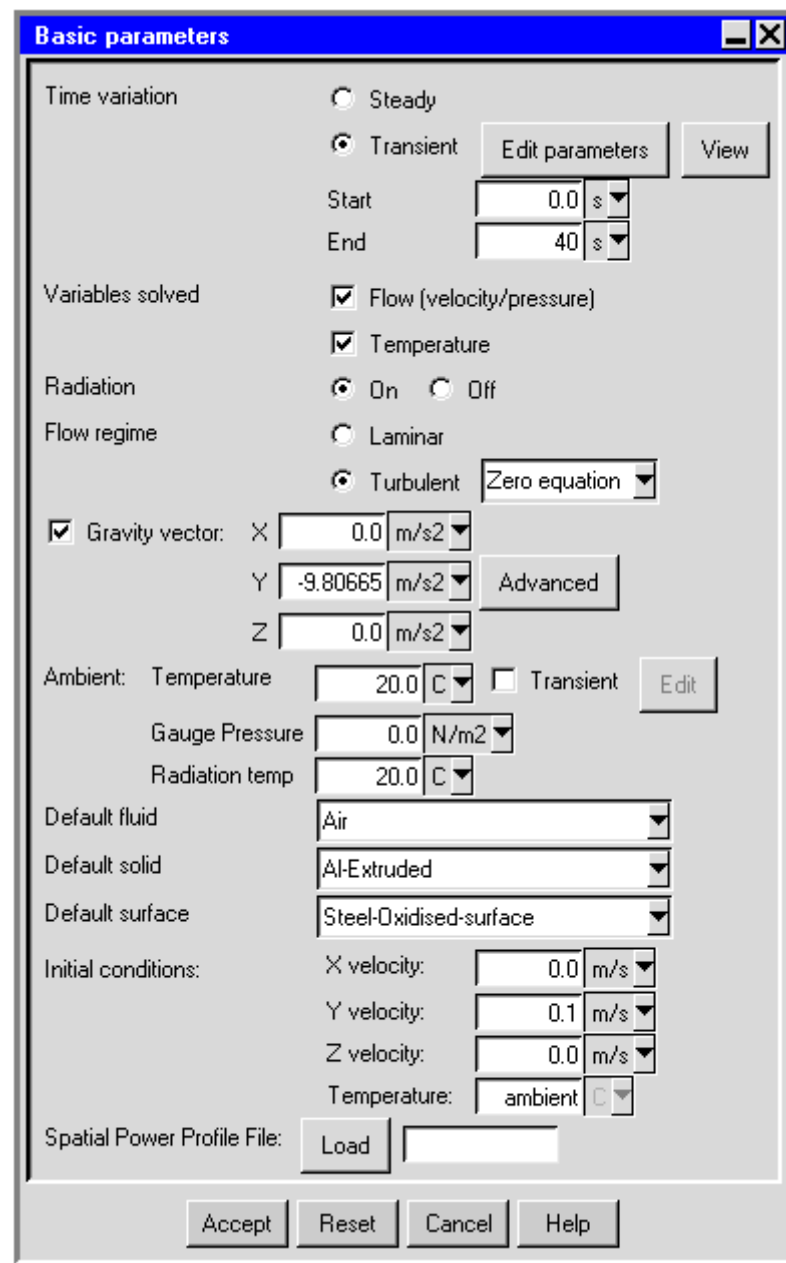 Basic parameters
Time variation Steady
Transient Edit parameters View
Start 0.0 s
End 40 s
Variables solved Flow (velocity/pressure)
Temperature
Radiation On Off
Flow regime Laminar
Turbulent Zero equation
Gravity vector: X 0.0 m/s2
Y -9.80665 m/s2 Advanced
Z 0.0 m/s2
Ambient: Temperature 20.0 C Transient Edit
Gauge Pressure 0.0 N/m2
Radiation temp 20.0 C
Default fluid Air
Default solid Al-Extruded
Default surface Steel-Oxidised-surface
Initial conditions: X velocity: 0.0 m/s
Y velocity: 0.1 m/s
Z velocity: 0.0 m/s
Temperature: ambient C
Spatial Power Profile File: Load
Accept Reset Cancel Help